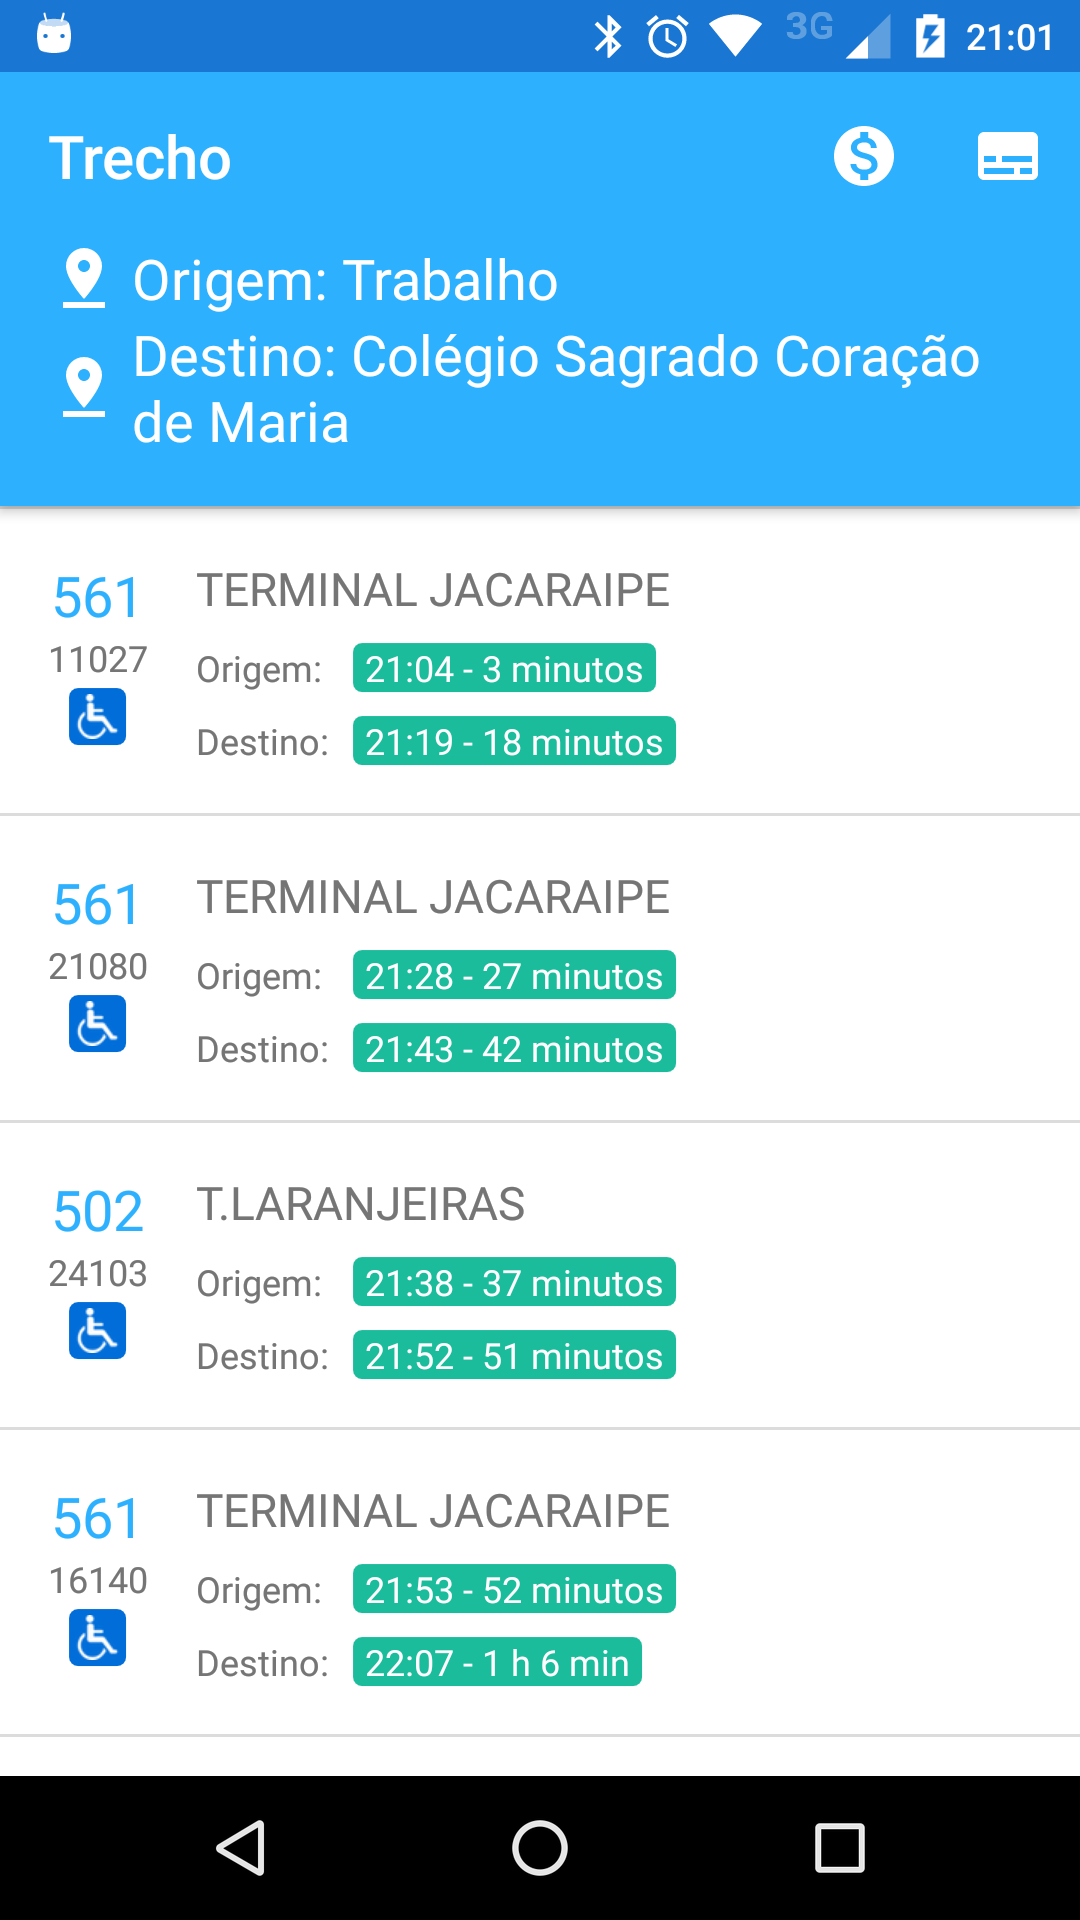 3G 21:01
Trecho
Origem: Trabalho
Destino: Colégio Sagrado Coração
de Maria
561 TERMINAL JACARAIPE
11027 Origem: 21:04 - 3 minutos
Destino: 21:19 - 18 minutos
561 TERMINAL JACARAIPE
21080 Origem: 21:28 - 27 minutos
Destino: 21:43 - 42 minutos
502 T.LARANJEIRAS
24103 Origem: 21:38 - 37 minutos
Destino: 21:52 - 51 minutos
561 TERMINAL JACARAIPE
16140 Origem: 21:53 - 52 minutos
Destino: 22:07 - 1 h 6 min